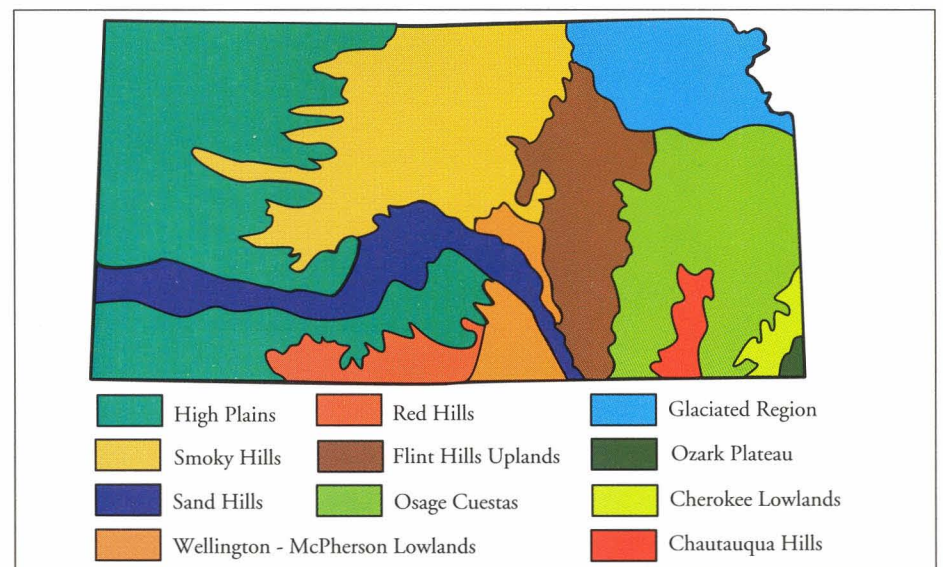 High Plains
Red Hills
Glaciated Region
Smoky Hills
Flint Hills Uplands
Ozark Plateau
Sand Hills
Osage Cuestas
Cherokee Lowlands
Wellington - McPherson Lowlands
Chautauqua Hills